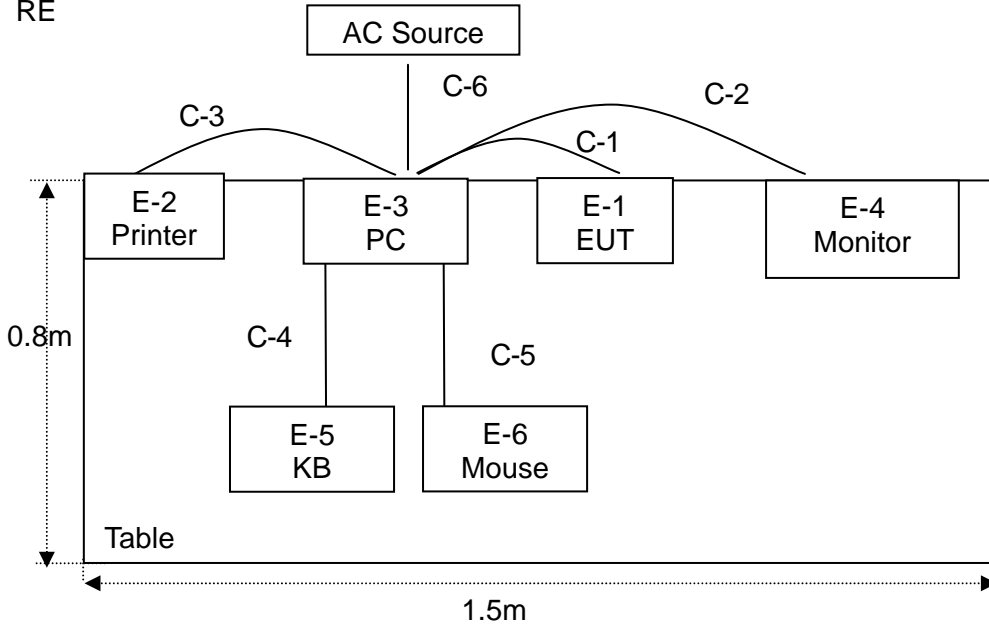 RE
AC Source
C-6
C-2
C-3
C-1
E-2
Printer
E-3
PC
E-1
EUT
E-4
Monitor
0.8m
C-4
C-5
E-5
KB
E-6
Mouse
Table
1.5m